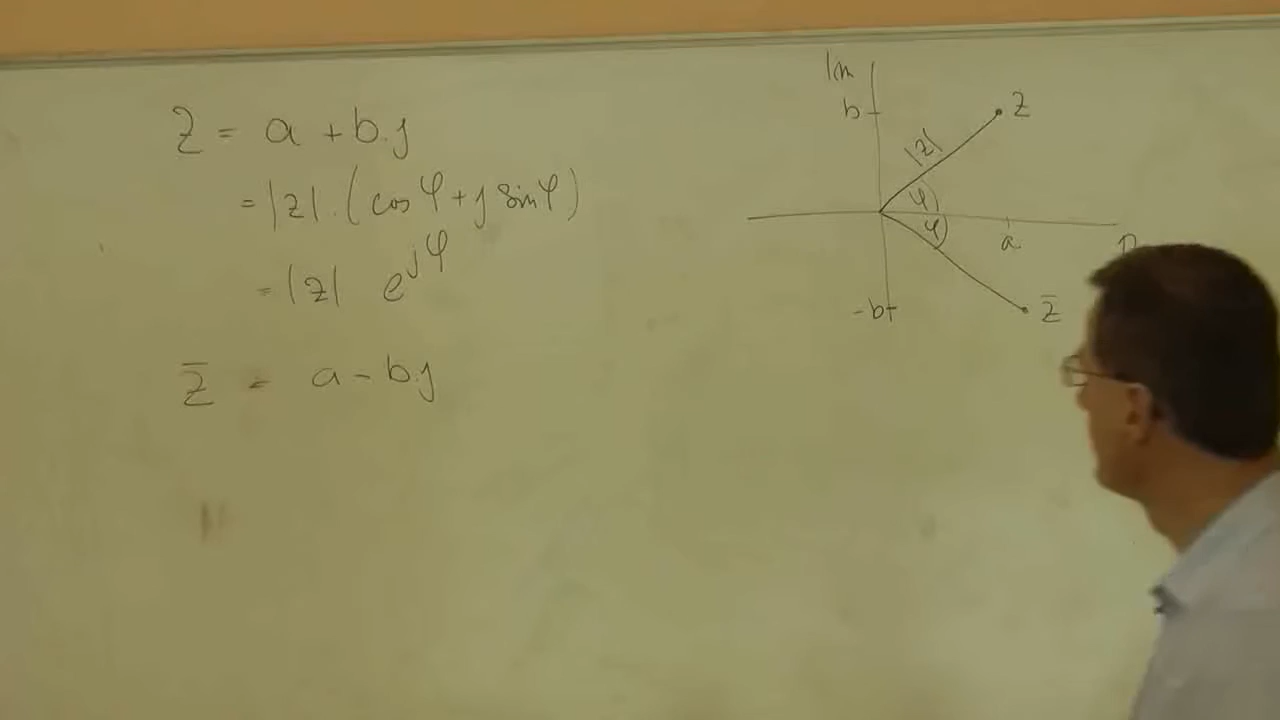 z = a + b.j
= |z| . (cos φ + j sin φ)
= |z| e^{jφ}
z̄ = a - b.j
Im
b
z
|z|
φ
φ
a
-b
z̄